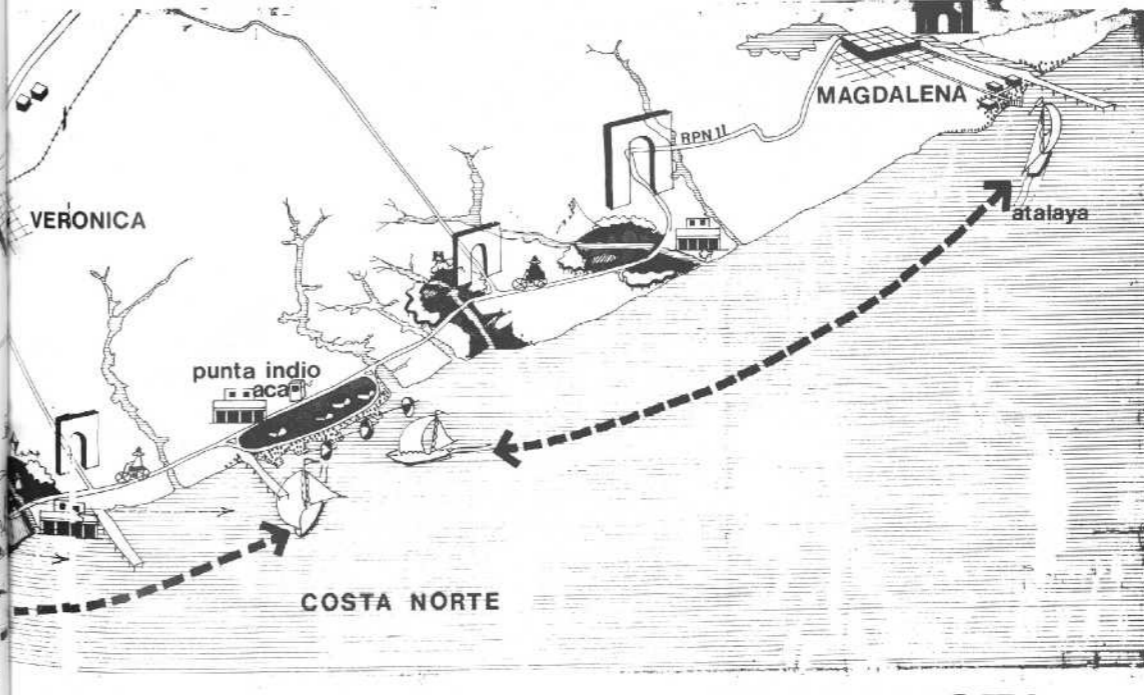 MAGDALENA
RPN 11
atalaya
VERONICA
punta indio
aca
COSTA NORTE